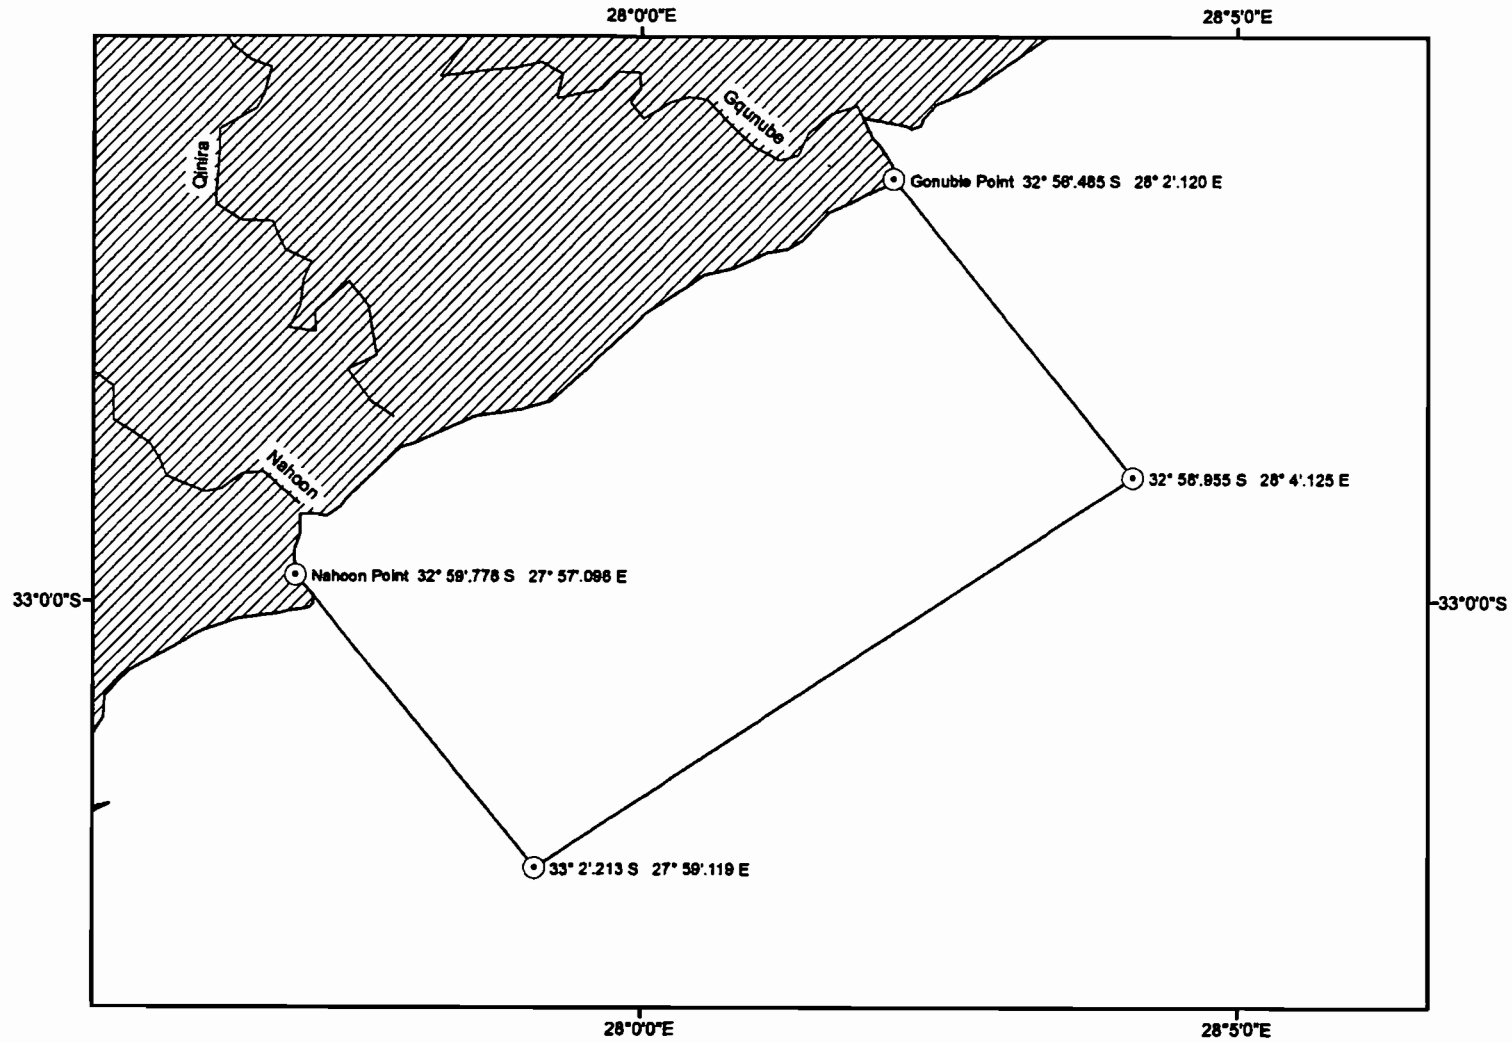 28°0'0"E
28°5'0"E
Gqunube
Qinira
Gonubie Point 32° 56'.485 S 28° 2'.120 E
Nahoon
32° 58'.955 S 28° 4'.125 E
Nahoon Point 32° 59'.778 S 27° 57'.096 E
33°0'0"S
33°0'0"S
33° 2'.213 S 27° 59'.119 E
28°0'0"E
28°5'0"E